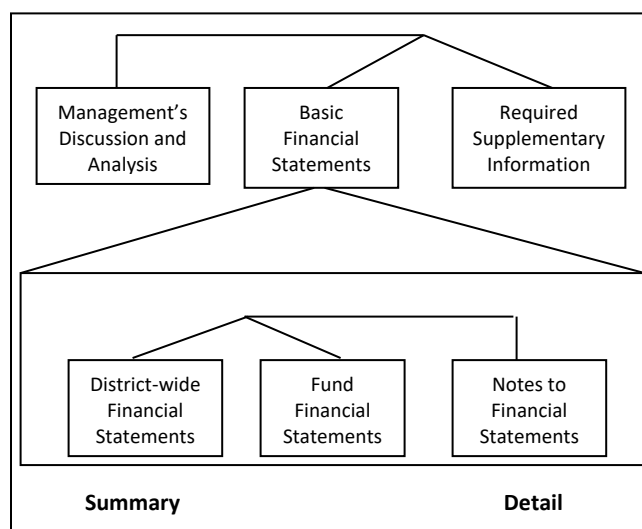 Management’s
Discussion and
Analysis
Basic
Financial
Statements
Required
Supplementary
Information
District-wide
Financial
Statements
Fund
Financial
Statements
Notes to
Financial
Statements
Summary
Detail